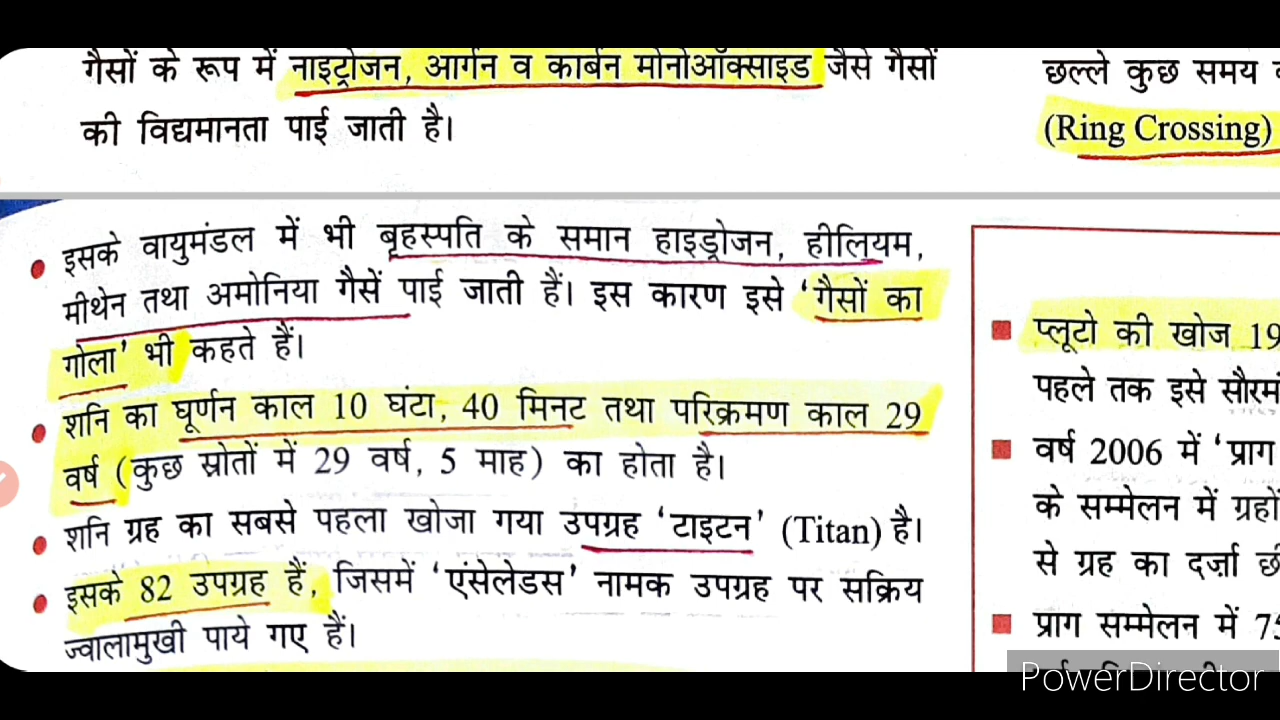 गैसों के रूप में नाइट्रोजन, आर्गन व कार्बन मोनोऑक्साइड जैसे गैसों
की विद्यमानता पाई जाती है।
इसके वायुमंडल में भी बृहस्पति के समान हाइड्रोजन, हीलियम,
मीथेन तथा अमोनिया गैसें पाई जाती हैं। इस कारण इसे ‘गैसों का
गोला’ भी कहते हैं।
शनि का घूर्णन काल 10 घंटा, 40 मिनट तथा परिक्रमण काल 29
वर्ष (कुछ स्रोतों में 29 वर्ष, 5 माह) का होता है।
शनि ग्रह का सबसे पहला खोजा गया उपग्रह ‘टाइटन’ (Titan) है।
इसके 82 उपग्रह हैं, जिसमें ‘एंसेलेडस’ नामक उपग्रह पर सक्रिय
ज्वालामुखी पाये गए हैं।
छल्ले कुछ समय
(Ring Crossing)
प्लूटो की खोज 19
पहले तक इसे सौरमं
वर्ष 2006 में ‘प्राग
के सम्मेलन में ग्रहों
से ग्रह का दर्ज़ा छी
प्राग सम्मेलन में 75
PowerDirector